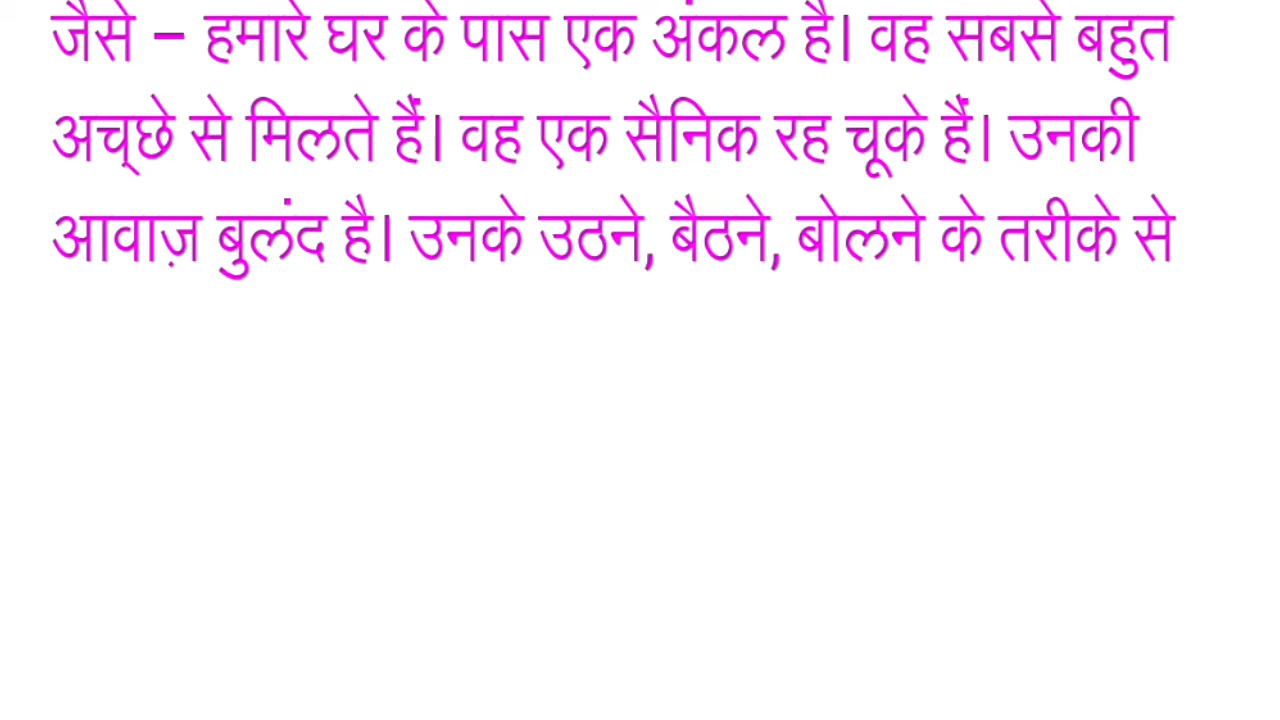 जैसे – हमारे घर के पास एक अंकल है। वह सबसे बहुत
अच्छे से मिलते हैं। वह एक सैनिक रह चूके हैं। उनकी
आवाज़ बुलंद है। उनके उठने, बैठने, बोलने के तरीके से